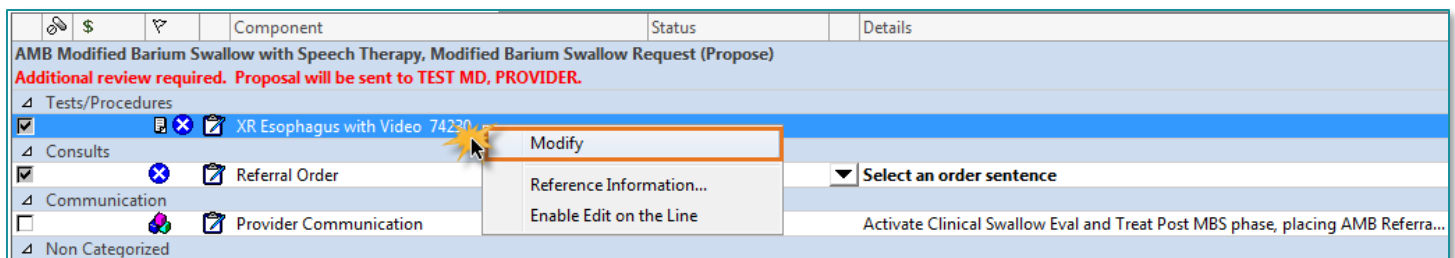 $ Component Status Details
AMB Modified Barium Swallow with Speech Therapy, Modified Barium Swallow Request (Propose)
Additional review required. Proposal will be sent to TEST MD, PROVIDER.
Tests/Procedures
XR Esophagus with Video 74230
Modify
Consults
Referral Order
Reference Information...
Select an order sentence
Enable Edit on the Line
Communication
Provider Communication
Activate Clinical Swallow Eval and Treat Post MBS phase, placing AMB Referra...
Non Categorized